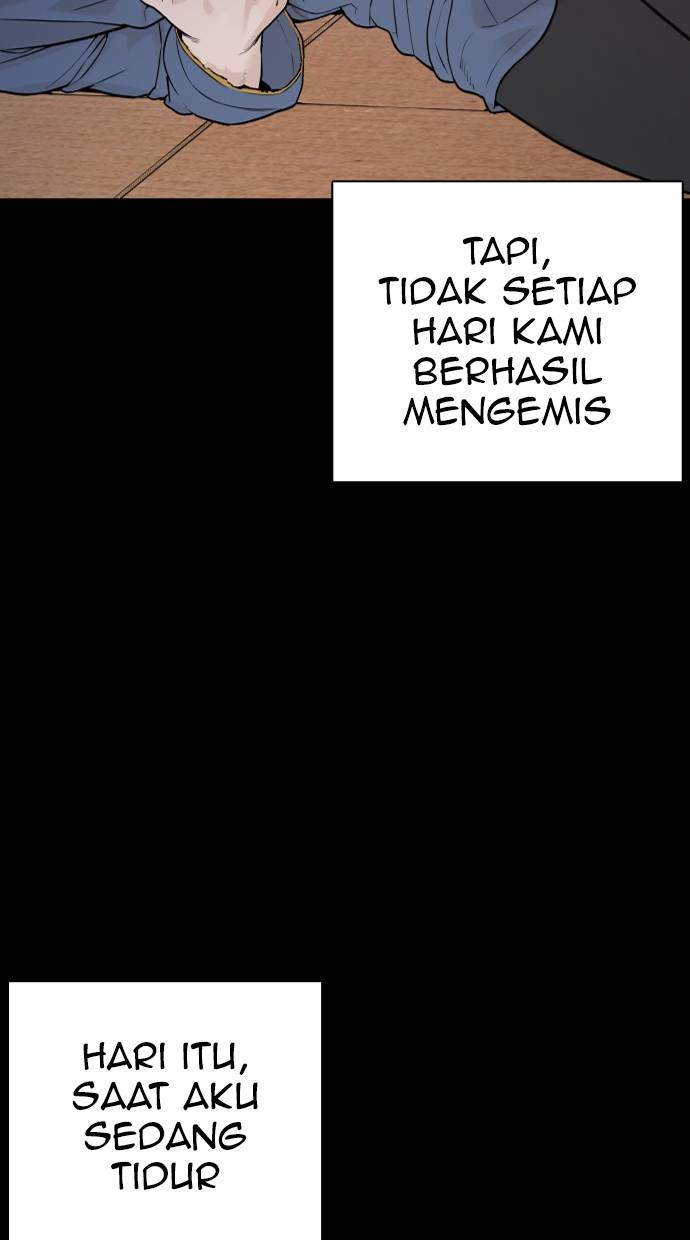 TAPI,
TIDAK SETIAP
HARI KAMI
BERHASIL
MENGEMIS
HARI ITU,
SAAT AKU
SEDANG
TIDUR